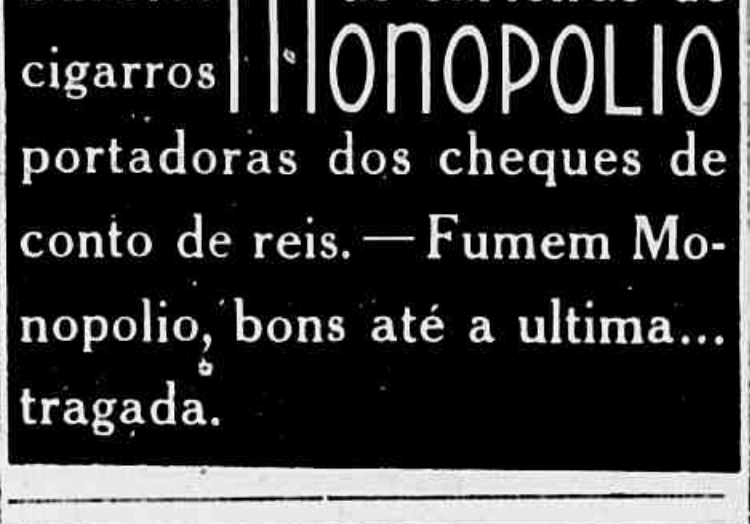 cigarros MONOPOLIO
portadoras dos cheques de
conto de reis. — Fumem Mo-
nopolio, bons até a ultima...
tragada.